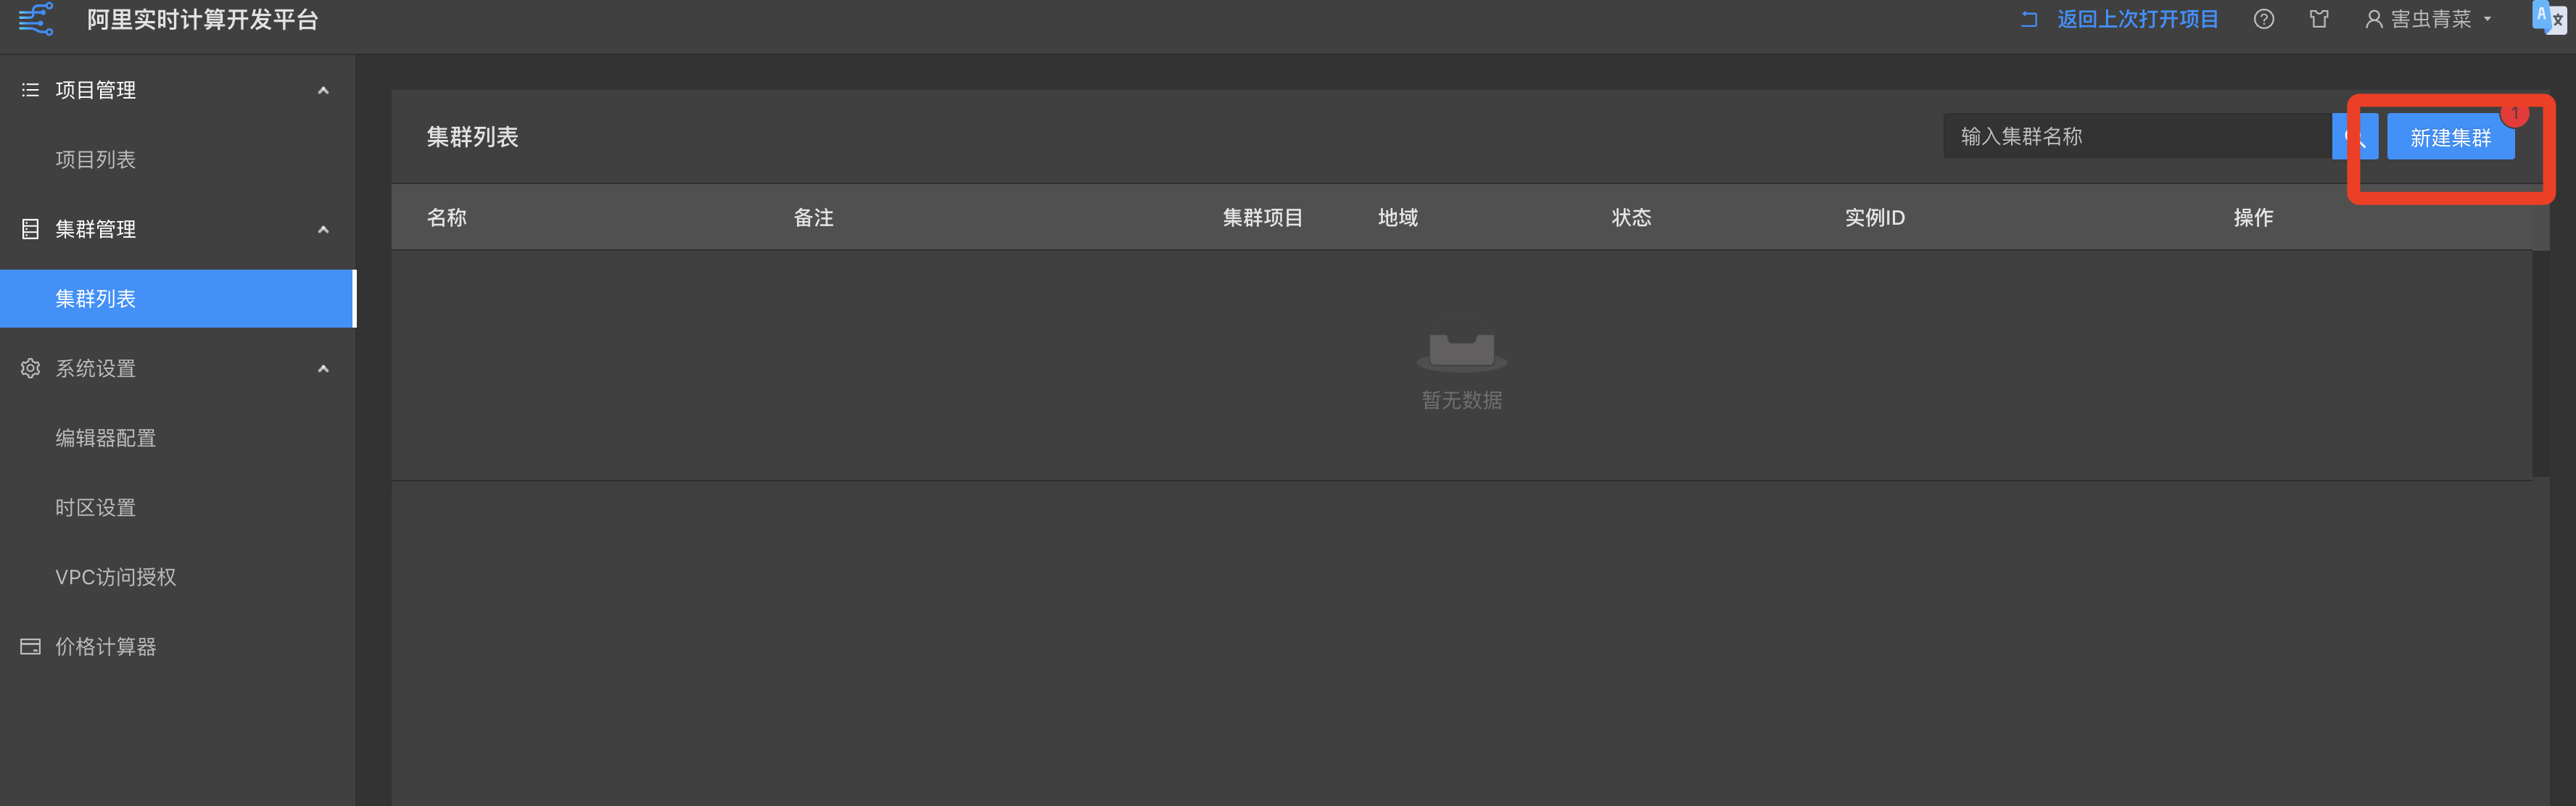 阿里实时计算开发平台
返回上次打开项目
害虫青菜
项目管理
项目列表
集群管理
集群列表
系统设置
编辑器配置
时区设置
VPC访问授权
价格计算器
集群列表
输入集群名称
新建集群
1
名称 备注 集群项目 地域 状态 实例ID 操作
暂无数据